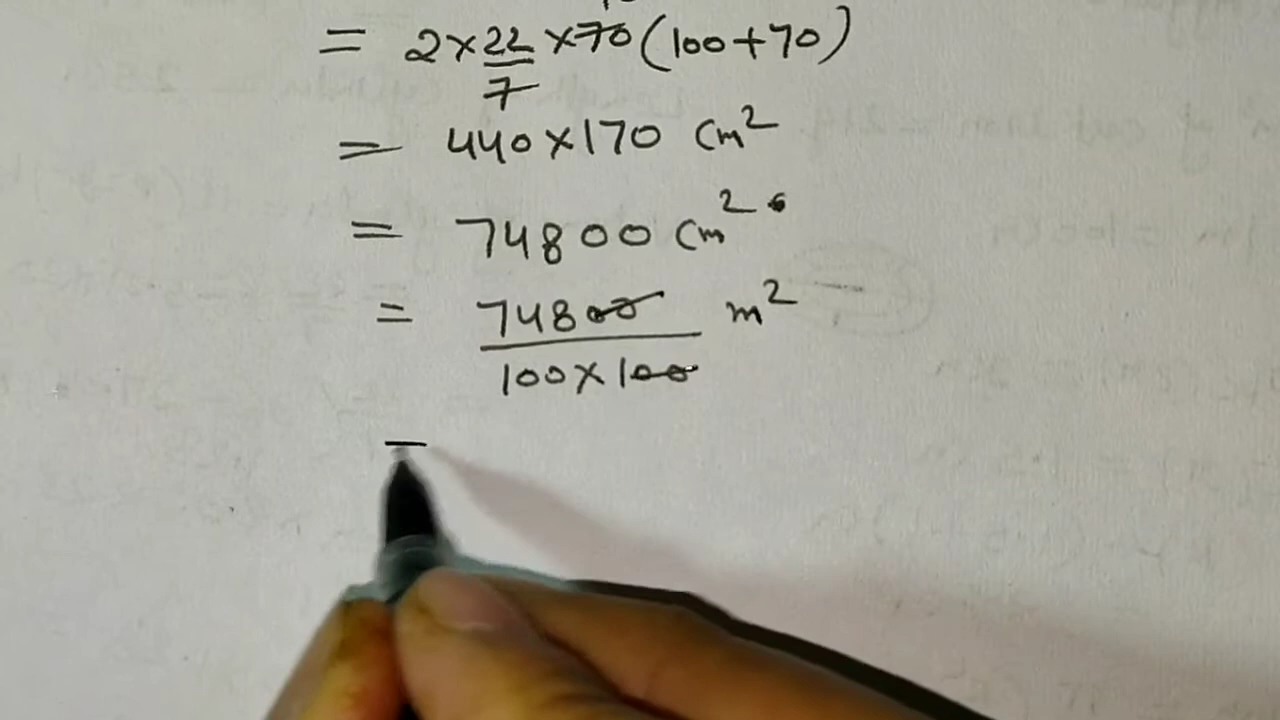 = 2×22/7×70(100+70)
= 440×170 cm²
= 74800 cm²
= 74800/100×100 m²
=